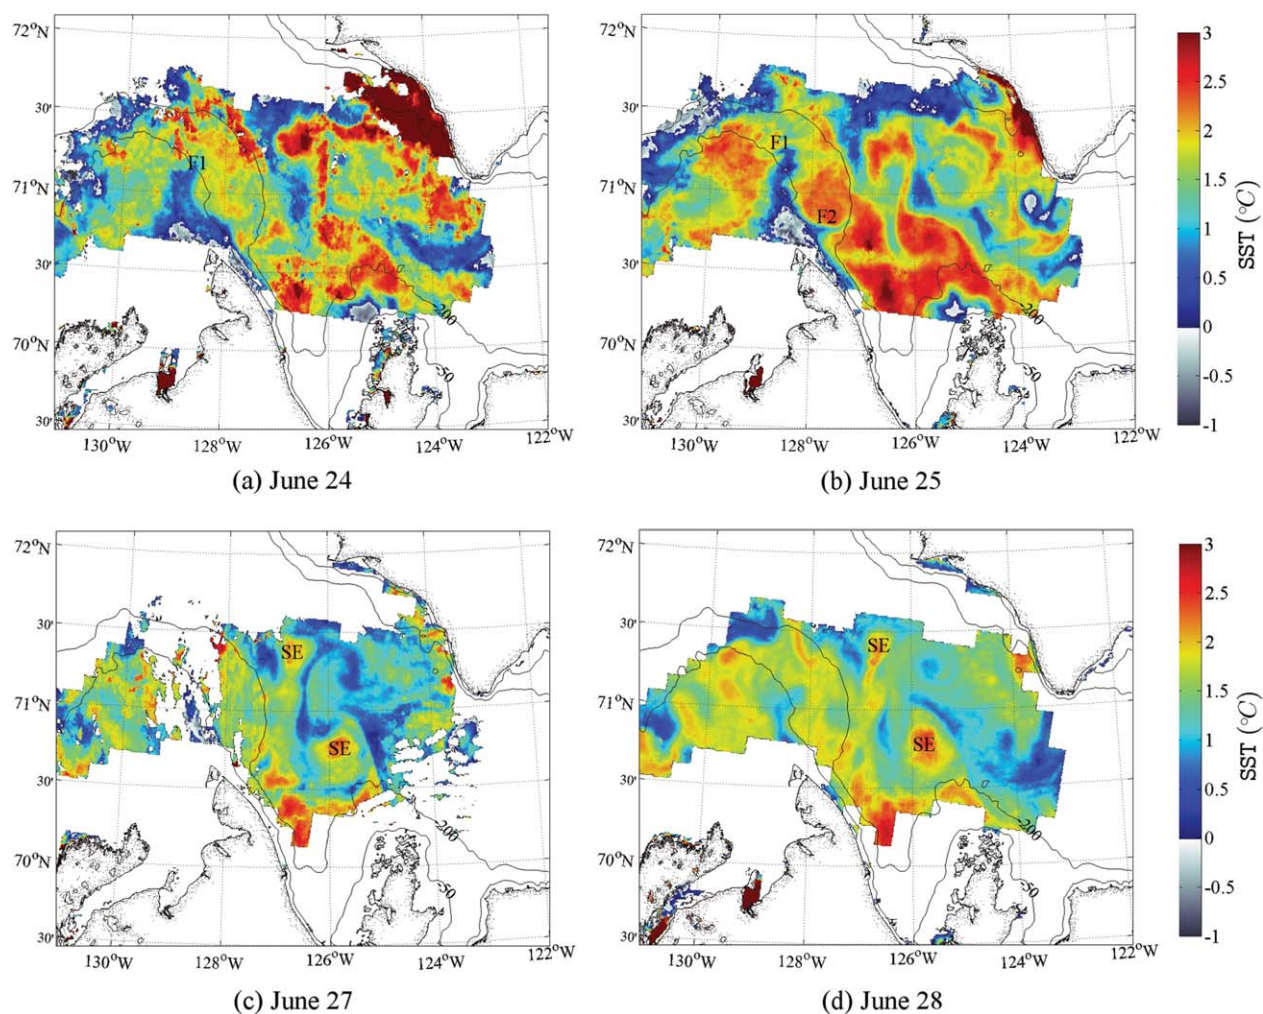 72°N
30'
71°N
30'
70°N
30'
130°W 128°W 126°W 124°W 122°W
F1
-200
-50
(a) June 24
72°N
30'
71°N
30'
70°N
30'
130°W 128°W 126°W 124°W 122°W
F1
F2
-200
-50
(b) June 25
3
2.5
2
1.5
1
0.5
0
-0.5
-1
SST (°C)
72°N
30'
71°N
30'
70°N
30'
130°W 128°W 126°W 124°W 122°W
SE
SE
-200
-50
(c) June 27
72°N
30'
71°N
30'
70°N
30'
130°W 128°W 126°W 124°W 122°W
SE
SE
-200
-50
(d) June 28
3
2.5
2
1.5
1
0.5
0
-0.5
-1
SST (°C)